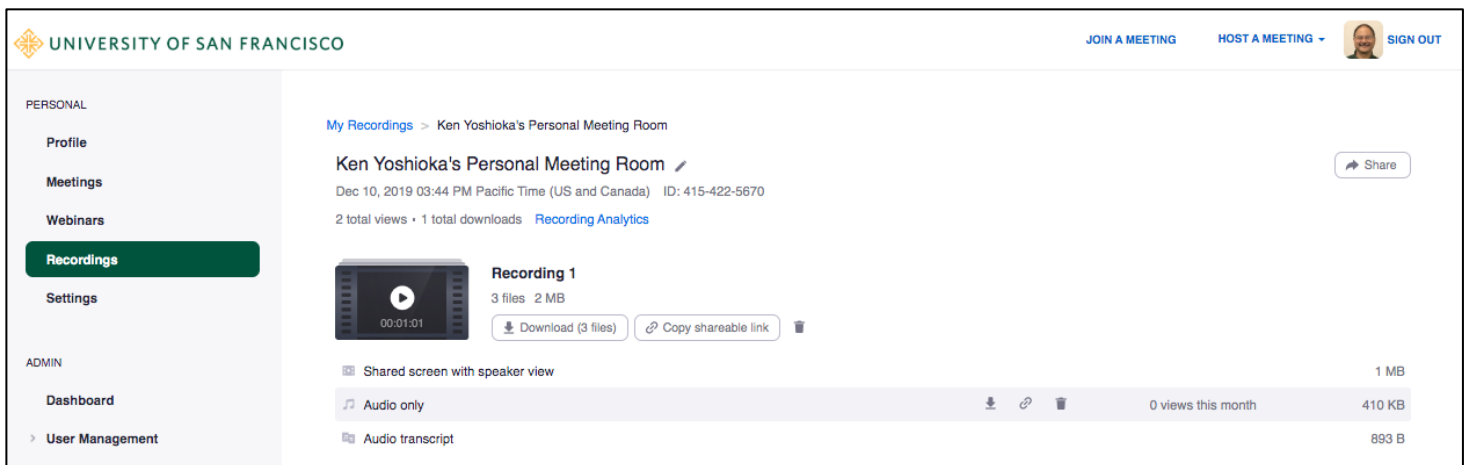 UNIVERSITY OF SAN FRANCISCO
JOIN A MEETING HOST A MEETING SIGN OUT
PERSONAL
Profile
Meetings
Webinars
Recordings
Settings
ADMIN
Dashboard
> User Management
My Recordings > Ken Yoshioka's Personal Meeting Room
Ken Yoshioka's Personal Meeting Room
Share
Dec 10, 2019 03:44 PM Pacific Time (US and Canada) ID: 415-422-5670
2 total views • 1 total downloads Recording Analytics
00:01:01
Recording 1
3 files 2 MB
Download (3 files) Copy shareable link
Shared screen with speaker view 1 MB
Audio only 0 views this month 410 KB
Audio transcript 893 B